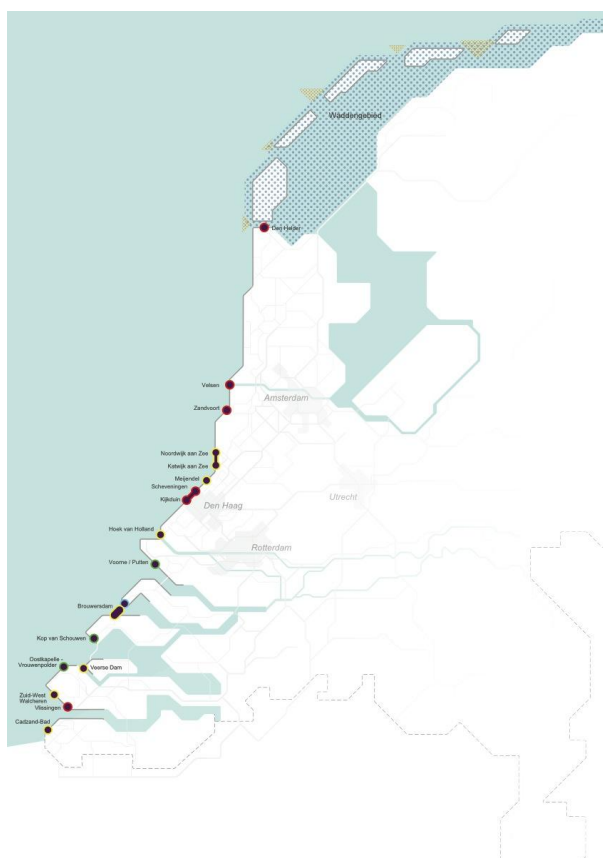 Waddengebied
Den Helder
Velsen
Zandvoort
Amsterdam
Noordwijk aan Zee
Katwijk aan Zee
Meijendel
Scheveningen
Kijkduin
Den Haag
Utrecht
Hoek van Holland
Rotterdam
Voorne / Putten
Brouwersdam
Kop van Schouwen
Oostkapelle -
Vrouwenpolder
Veerse Dam
Zuid-West
Walcheren
Vlissingen
Cadzand-Bad